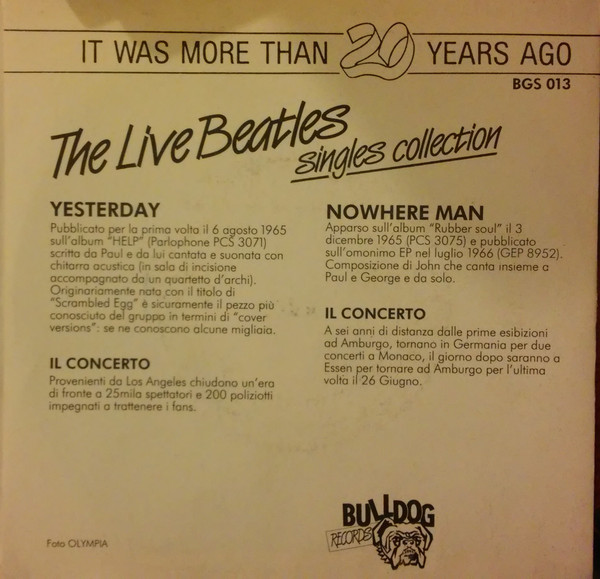 IT WAS MORE THAN 20 YEARS AGO
BGS 013
The Live Beatles
singles collection
YESTERDAY
Pubblicato per la prima volta il 6 agosto 1965
sull'album "HELP" (Parlophone PCS 3071)
scritta da Paul e da lui cantata e suonata con
chitarra acustica (in sala di incisione
accompagnato da un quartetto d'archi).
Originariamente nata con il titolo di
"Scrambled Egg" è sicuramente il pezzo più
conosciuto del gruppo in termini di "cover
versions": se ne conoscono alcune migliaia.
IL CONCERTO
Provenienti da Los Angeles chiudono un'era
di fronte a 25mila spettatori e 200 poliziotti
impegnati a trattenere i fans.
NOWHERE MAN
Apparso sull'album "Rubber soul" il 3
dicembre 1965 (PCS 3075) e pubblicato
sull'omonimo EP nel luglio 1966 (GEP 8952).
Composizione di John che canta insieme a
Paul e George e da solo.
IL CONCERTO
A sei anni di distanza dalle prime esibizioni
ad Amburgo, tornano in Germania per due
concerti a Monaco, il giorno dopo saranno a
Essen per tornare ad Amburgo per l'ultima
volta il 26 Giugno.
BULLDOG
RECORDS
Foto OLYMPIA